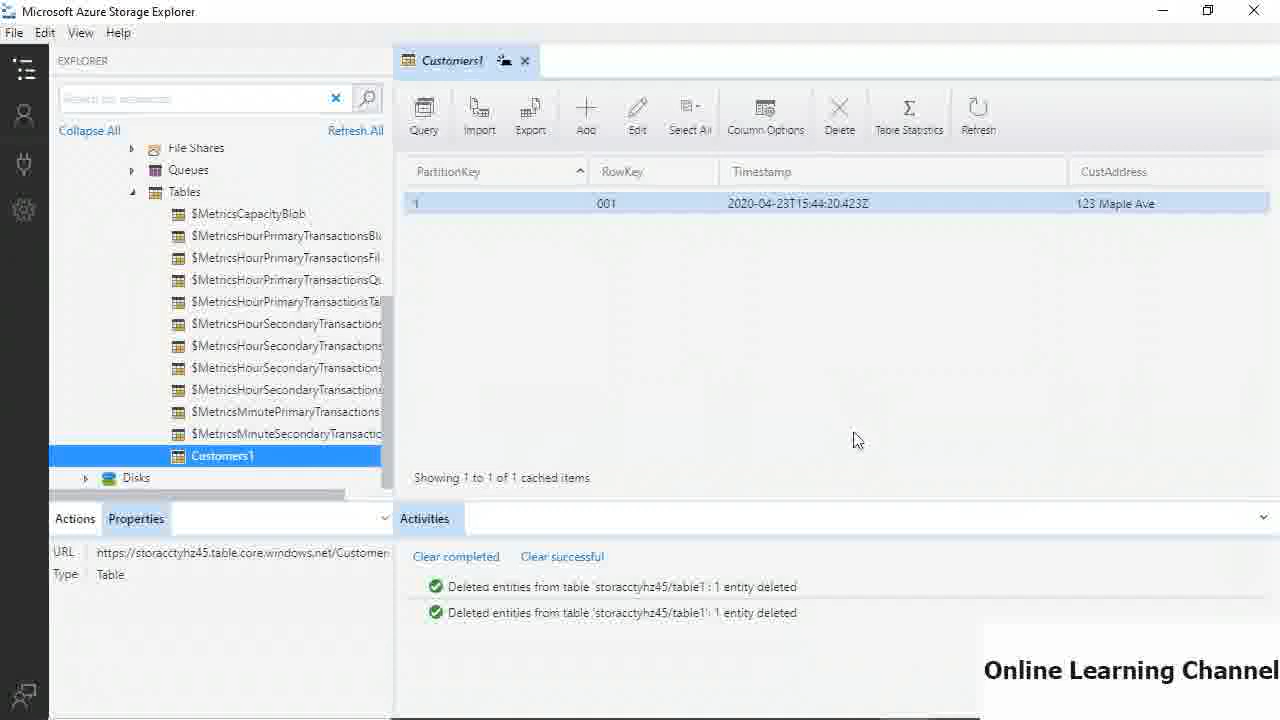 Microsoft Azure Storage Explorer
File Edit View Help
EXPLORER
Collapse All Refresh All
File Shares
Queues
Tables
$MetricsCapacityBlob
$MetricsHourPrimaryTransactionsBl
$MetricsHourPrimaryTransactionsFil
$MetricsHourPrimaryTransactionsQu
$MetricsHourPrimaryTransactionsTa
$MetricsHourSecondaryTransactions
$MetricsHourSecondaryTransactions
$MetricsHourSecondaryTransactions
$MetricsHourSecondaryTransactions
$MetricsMinutePrimaryTransactions
$MetricsMinuteSecondaryTransactio
Customers1
Disks
Actions Properties
URL https://storacctyhz45.table.core.windows.net/Customer
Type Table
Customers1
Query Import Export Add Edit Select All Column Options Delete Table Statistics Refresh
PartitionKey RowKey Timestamp CustAddress
1 001 2020-04-23T15:44:20.423Z 123 Maple Ave
Showing 1 to 1 of 1 cached items
Activities
Clear completed Clear successful
Deleted entities from table 'storacctyhz45/table1': 1 entity deleted
Deleted entities from table 'storacctyhz45/table1': 1 entity deleted
Online Learning Channel